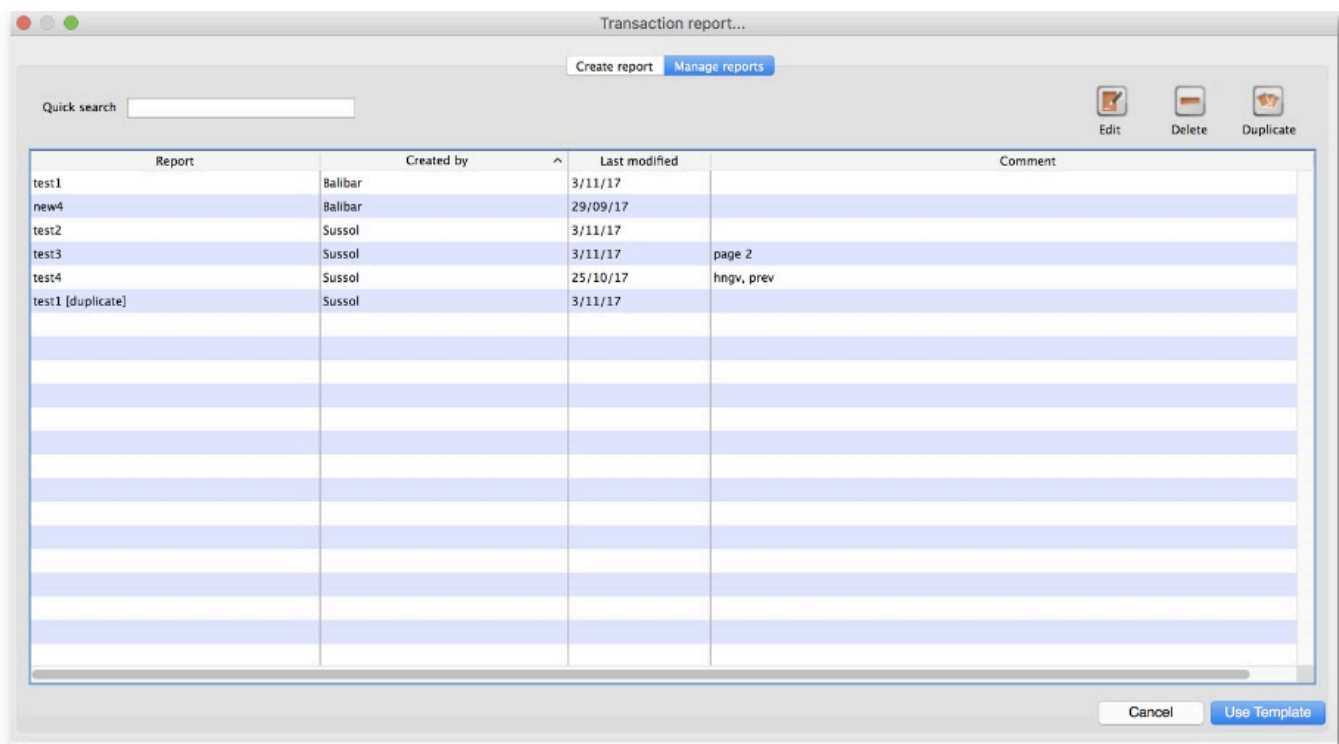 Transaction report...
Create report Manage reports
Quick search
Edit Delete Duplicate
Report Created by Last modified Comment
test1 Balibar 3/11/17
new4 Balibar 29/09/17
test2 Sussol 3/11/17
test3 Sussol 3/11/17 page 2
test4 Sussol 25/10/17 hngv, prev
test1 [duplicate] Sussol 3/11/17
Cancel Use Template